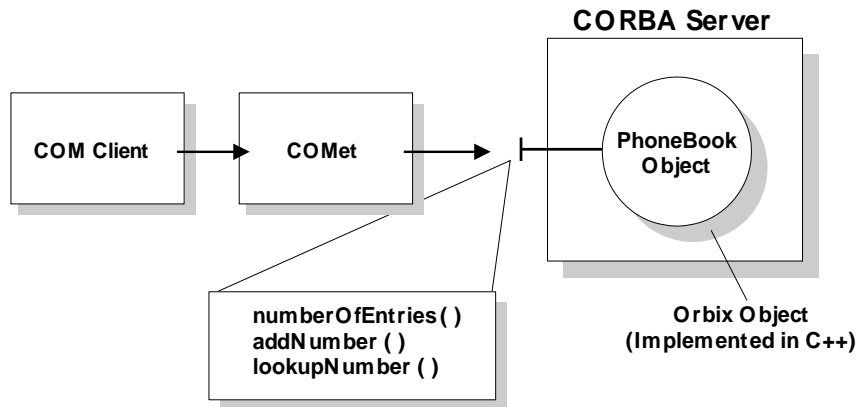 CORBA Server
COM Client
COMet
PhoneBook
Object
numberOfEntries()
addNumber ()
lookupNumber ()
Orbix Object
(Implemented in C++)